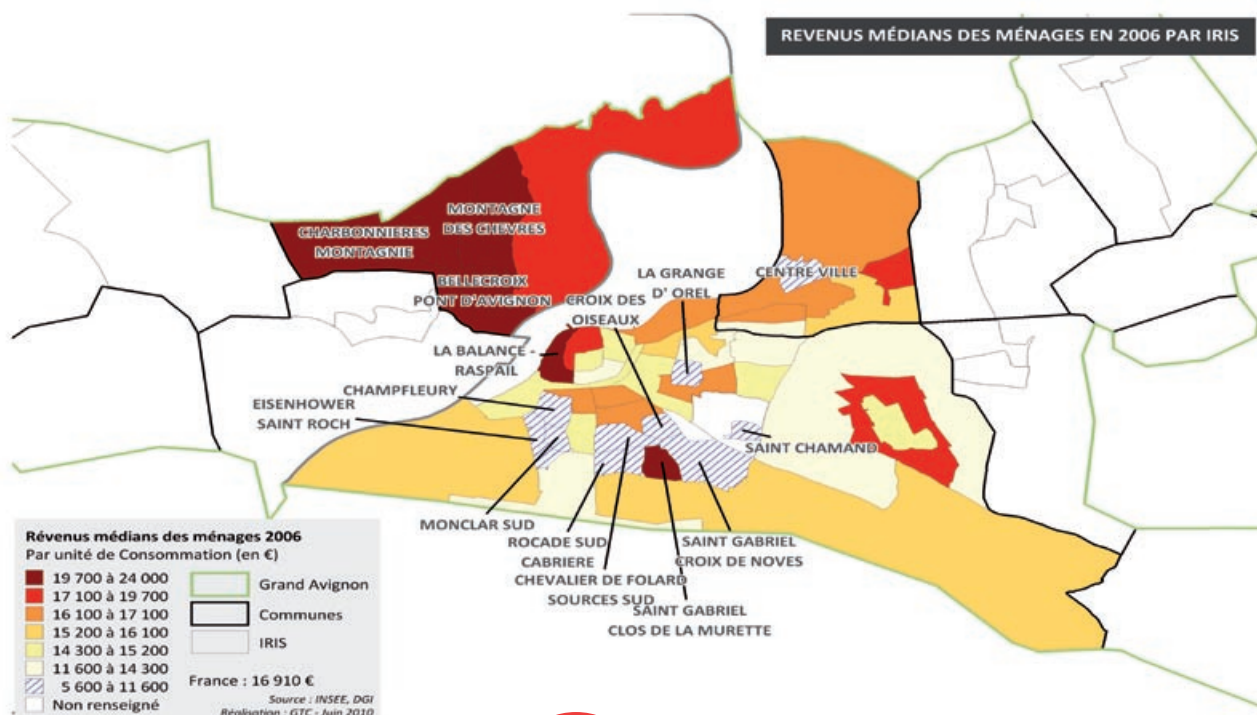 REVENUS MÉDIANS DES MÉNAGES EN 2006 PAR IRIS
MONTAGNE
DES CHEVRES
CHARBONNIERES
MONTAGNIE
BELLECROIX
PONT D'AVIGNON
LA GRANGE
D' OREL
CENTRE VILLE
CROIX DES
OISEAUX
LA BALANCE -
RASPAIL
CHAMPFLEURY
EISENHOWER
SAINT ROCH
SAINT CHAMAND
MONCLAR SUD
ROCADE SUD
CABRIERE
CHEVALIER DE FOLARD
SOURCES SUD
SAINT GABRIEL
CROIX DE NOVES
SAINT GABRIEL
CLOS DE LA MURETTE
Révenus médians des ménages 2006
Par unité de Consommation (en €)
19 700 à 24 000
17 100 à 19 700
16 100 à 17 100
15 200 à 16 100
14 300 à 15 200
11 600 à 14 300
5 600 à 11 600
Non renseigné
Grand Avignon
Communes
IRIS
France : 16 910 €
Source : INSEE, DGI
Réalisation : GTC - Juin 2010